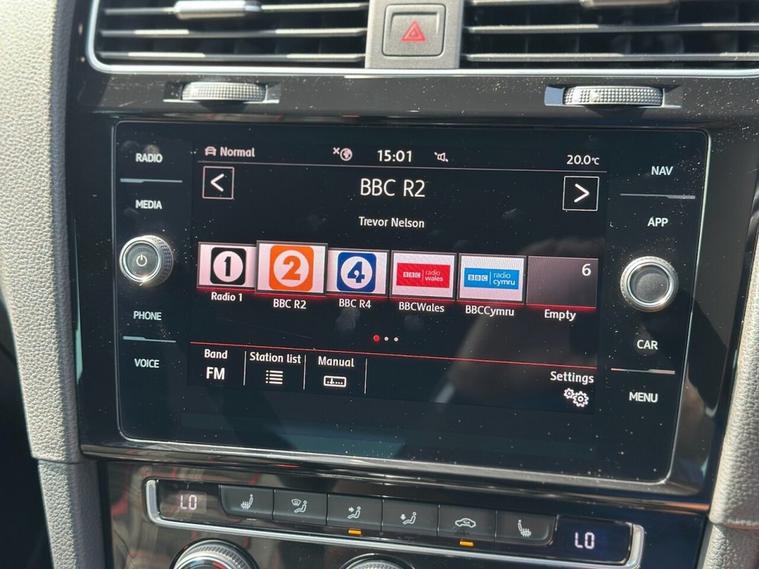 RADIO
MEDIA
PHONE
VOICE
Normal 15:01 20.0°C
< BBC R2 >
Trevor Nelson
1 2 4 BBC radio wales BBC radio cymru 6
Radio 1 BBC R2 BBC R4 BBCWales BBCCymru Empty
Band Station list Manual Settings
FM
NAV
APP
CAR
MENU
LO LO